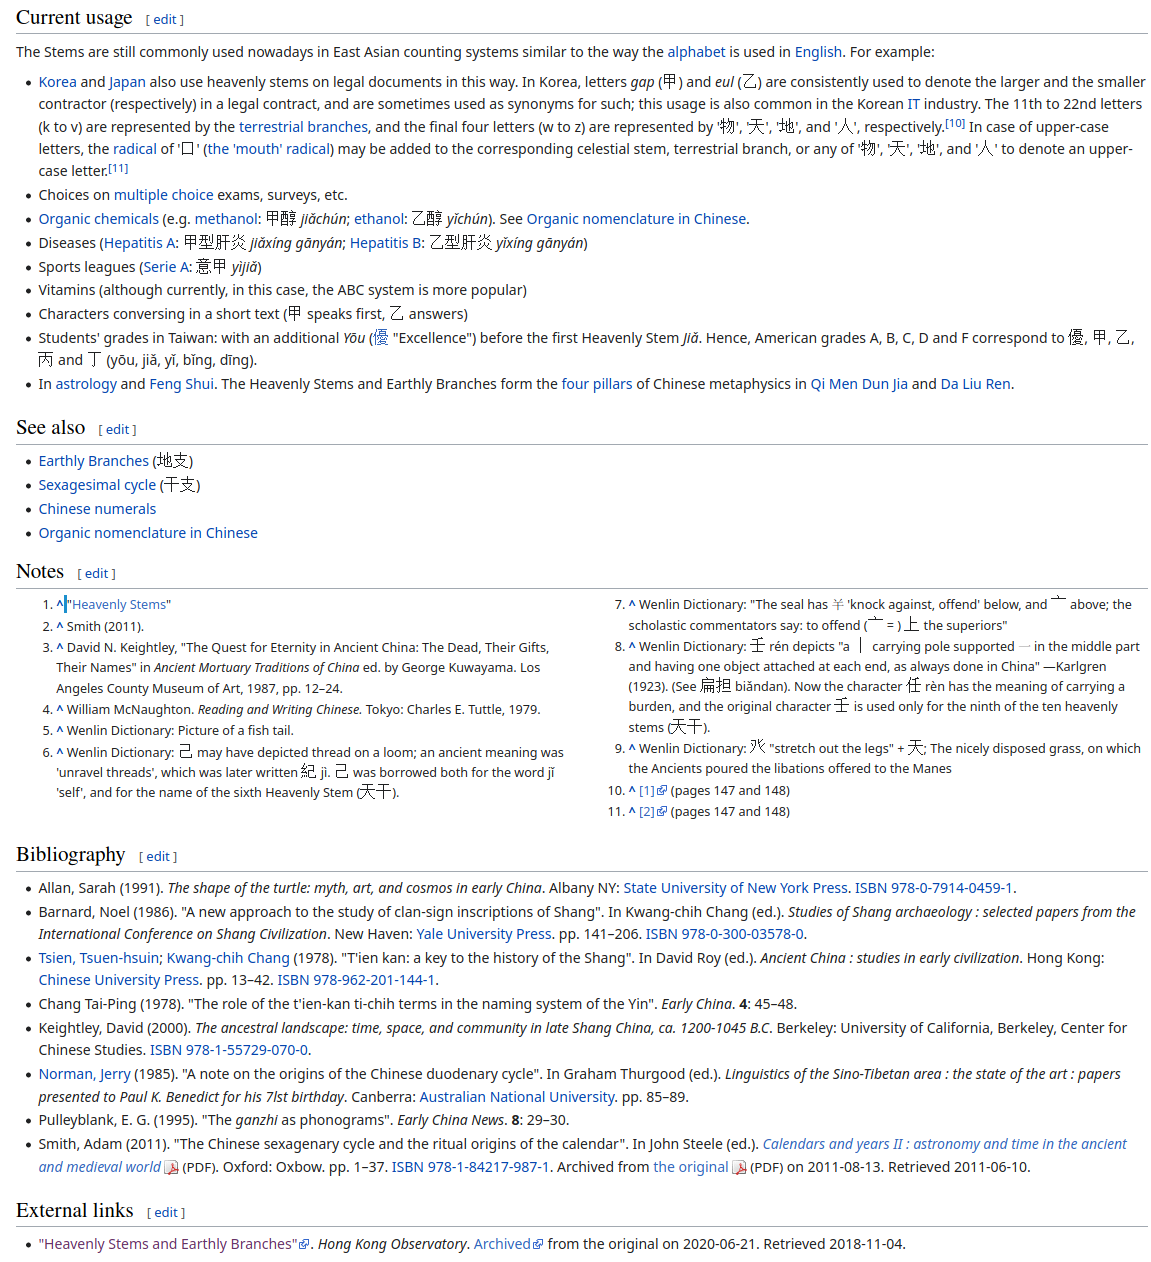 Current usage [ edit ]
The Stems are still commonly used nowadays in East Asian counting systems similar to the way the alphabet is used in English. For example:
• Korea and Japan also use heavenly stems on legal documents in this way. In Korea, letters gap (甲) and eul (乙) are consistently used to denote the larger and the smaller
contractor (respectively) in a legal contract, and are sometimes used as synonyms for such; this usage is also common in the Korean IT industry. The 11th to 22nd letters
(k to v) are represented by the terrestrial branches, and the final four letters (w to z) are represented by '物', '天', '地', and '人', respectively.[10] In case of upper-case
letters, the radical of '口' (the 'mouth' radical) may be added to the corresponding celestial stem, terrestrial branch, or any of '物', '天', '地', and '人' to denote an upper-
case letter.[11]
• Choices on multiple choice exams, surveys, etc.
• Organic chemicals (e.g. methanol: 甲醇 jiǎchún; ethanol: 乙醇 yǐchún). See Organic nomenclature in Chinese.
• Diseases (Hepatitis A: 甲型肝炎 jiǎxíng gānyán; Hepatitis B: 乙型肝炎 yǐxíng gānyán)
• Sports leagues (Serie A: 意甲 yìjiǎ)
• Vitamins (although currently, in this case, the ABC system is more popular)
• Characters conversing in a short text (甲 speaks first, 乙 answers)
• Students' grades in Taiwan: with an additional Yōu (優 "Excellence") before the first Heavenly Stem Jiǎ. Hence, American grades A, B, C, D and F correspond to 優, 甲, 乙,
丙 and 丁 (yōu, jiǎ, yǐ, bǐng, dīng).
• In astrology and Feng Shui. The Heavenly Stems and Earthly Branches form the four pillars of Chinese metaphysics in Qi Men Dun Jia and Da Liu Ren.
See also [ edit ]
• Earthly Branches (地支)
• Sexagesimal cycle (干支)
• Chinese numerals
• Organic nomenclature in Chinese
Notes [ edit ]
1. ^ "Heavenly Stems"
2. ^ Smith (2011).
3. ^ David N. Keightley, "The Quest for Eternity in Ancient China: The Dead, Their Gifts,
Their Names" in Ancient Mortuary Traditions of China ed. by George Kuwayama. Los
Angeles County Museum of Art, 1987, pp. 12–24.
4. ^ William McNaughton. Reading and Writing Chinese. Tokyo: Charles E. Tuttle, 1979.
5. ^ Wenlin Dictionary: Picture of a fish tail.
6. ^ Wenlin Dictionary: 己 may have depicted thread on a loom; an ancient meaning was
'unravel threads', which was later written 紀 jì. 己 was borrowed both for the word jǐ
'self', and for the name of the sixth Heavenly Stem (天干).
7. ^ Wenlin Dictionary: "The seal has 𢆉 'knock against, offend' below, and 亠 above; the
scholastic commentators say: to offend (亠 = ) 上 the superiors"
8. ^ Wenlin Dictionary: 壬 rén depicts "a 丨 carrying pole supported 一 in the middle part
and having one object attached at each end, as always done in China" —Karlgren
(1923). (See 扁担 biǎndan). Now the character 任 rèn has the meaning of carrying a
burden, and the original character 壬 is used only for the ninth of the ten heavenly
stems (天干).
9. ^ Wenlin Dictionary: 癶 "stretch out the legs" + 天; The nicely disposed grass, on which
the Ancients poured the libations offered to the Manes
10. ^ [1] (pages 147 and 148)
11. ^ [2] (pages 147 and 148)
Bibliography [ edit ]
• Allan, Sarah (1991). The shape of the turtle: myth, art, and cosmos in early China. Albany NY: State University of New York Press. ISBN 978-0-7914-0459-1.
• Barnard, Noel (1986). "A new approach to the study of clan-sign inscriptions of Shang". In Kwang-chih Chang (ed.). Studies of Shang archaeology : selected papers from the
International Conference on Shang Civilization. New Haven: Yale University Press. pp. 141–206. ISBN 978-0-300-03578-0.
• Tsien, Tsuen-hsuin; Kwang-chih Chang (1978). "T'ien kan: a key to the history of the Shang". In David Roy (ed.). Ancient China : studies in early civilization. Hong Kong:
Chinese University Press. pp. 13–42. ISBN 978-962-201-144-1.
• Chang Tai-Ping (1978). "The role of the t'ien-kan ti-chih terms in the naming system of the Yin". Early China. 4: 45–48.
• Keightley, David (2000). The ancestral landscape: time, space, and community in late Shang China, ca. 1200-1045 B.C. Berkeley: University of California, Berkeley, Center for
Chinese Studies. ISBN 978-1-55729-070-0.
• Norman, Jerry (1985). "A note on the origins of the Chinese duodenary cycle". In Graham Thurgood (ed.). Linguistics of the Sino-Tibetan area : the state of the art : papers
presented to Paul K. Benedict for his 7lst birthday. Canberra: Australian National University. pp. 85–89.
• Pulleyblank, E. G. (1995). "The ganzhi as phonograms". Early China News. 8: 29–30.
• Smith, Adam (2011). "The Chinese sexagenary cycle and the ritual origins of the calendar". In John Steele (ed.). Calendars and years II : astronomy and time in the ancient
and medieval world (PDF). Oxford: Oxbow. pp. 1–37. ISBN 978-1-84217-987-1. Archived from the original (PDF) on 2011-08-13. Retrieved 2011-06-10.
External links [ edit ]
• "Heavenly Stems and Earthly Branches". Hong Kong Observatory. Archived from the original on 2020-06-21. Retrieved 2018-11-04.